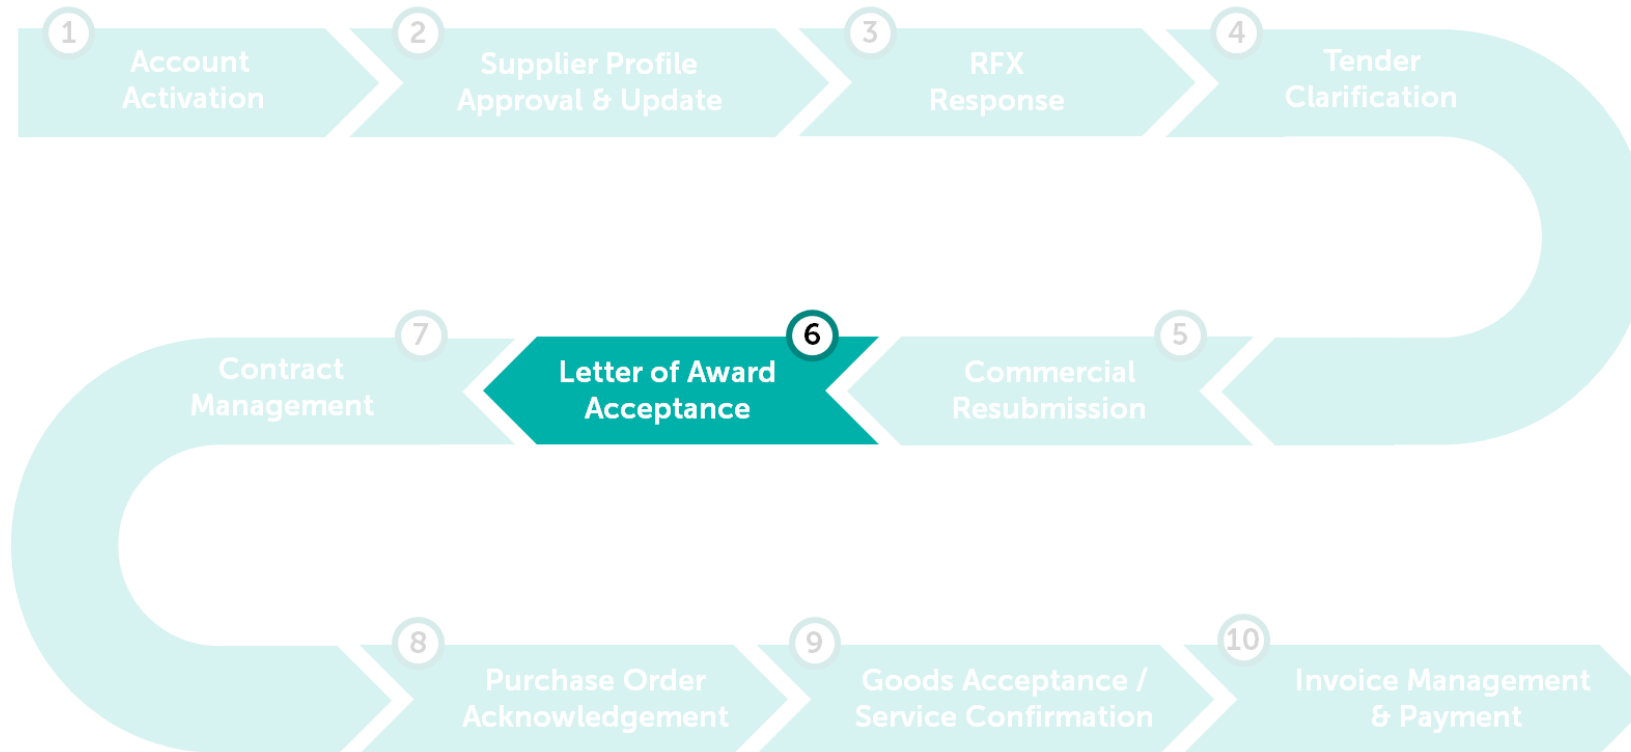 1
Account
Activation
2
Supplier Profile
Approval & Update
3
RFX
Response
4
Tender
Clarification
5
Commercial
Resubmission
6
Letter of Award
Acceptance
7
Contract
Management
8
Purchase Order
Acknowledgement
9
Goods Acceptance /
Service Confirmation
10
Invoice Management
& Payment